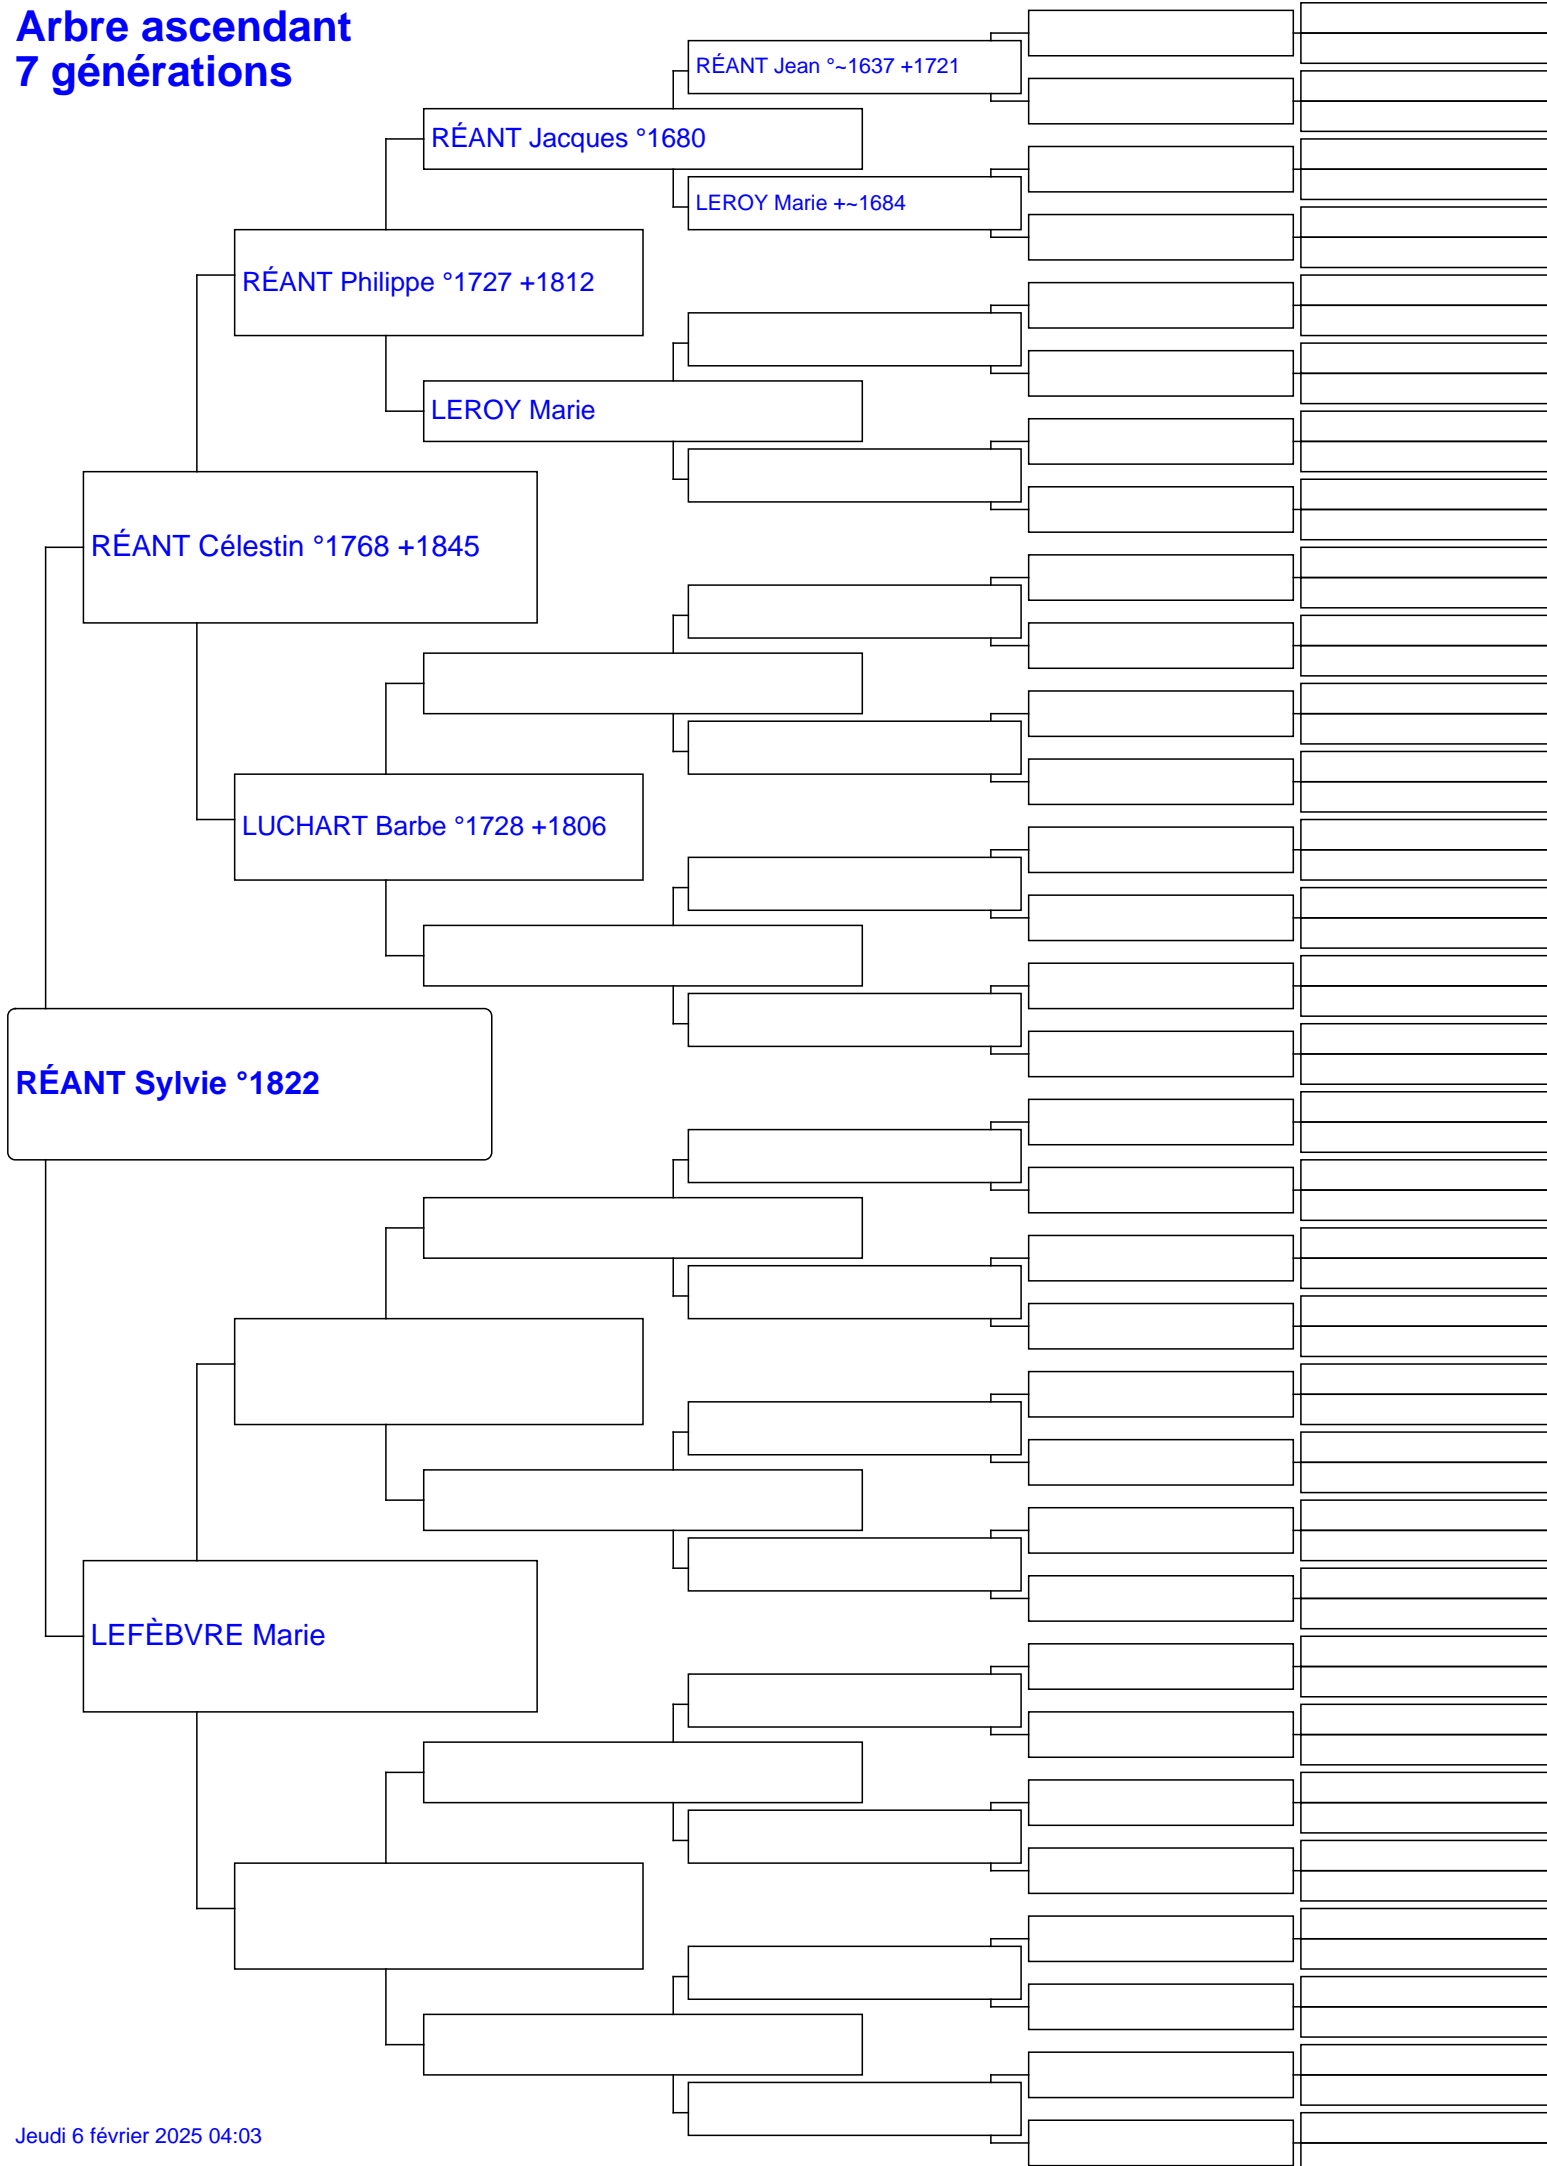 Arbre ascendant
7 générations
RÉANT Jean °~1637 +1721
RÉANT Jacques °1680
LEROY Marie +~1684
RÉANT Philippe °1727 +1812
LEROY Marie
RÉANT Célestin °1768 +1845
LUCHART Barbe °1728 +1806
RÉANT Sylvie °1822
LEFÈBVRE Marie
Jeudi 6 février 2025 04:03